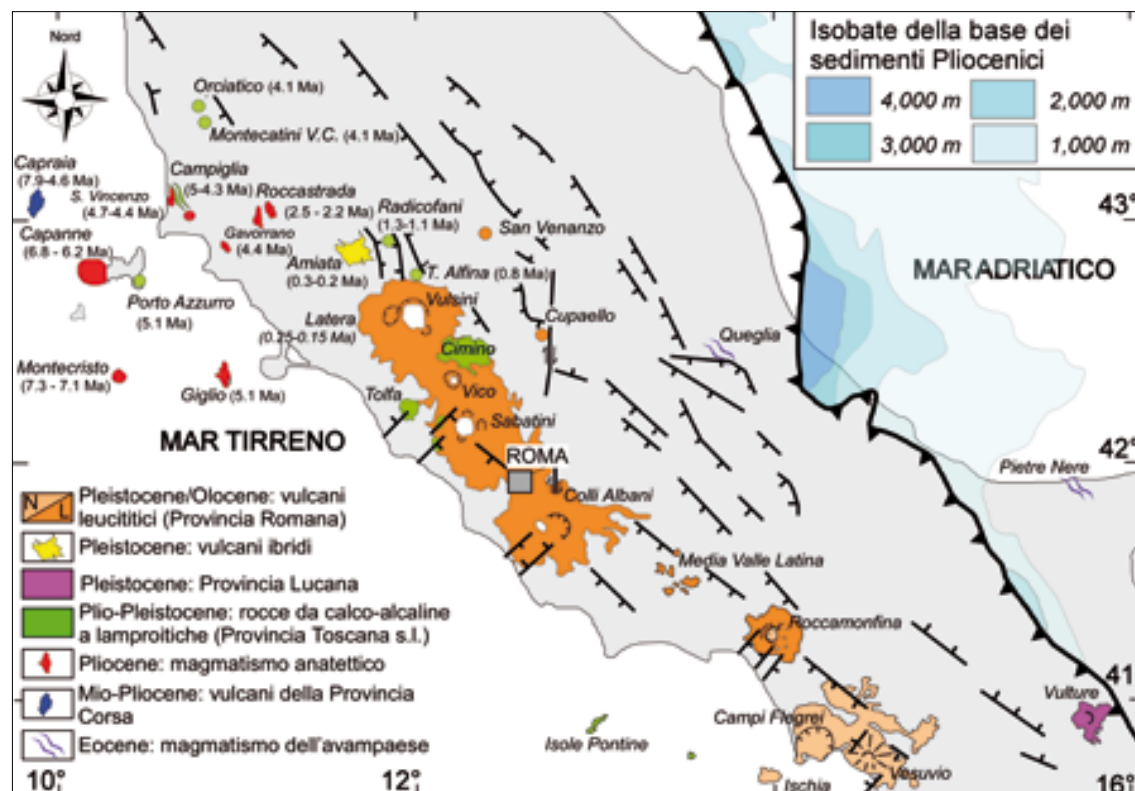 Nord
Isobate della base dei
sedimenti Pliocenici
4,000 m
2,000 m
3,000 m
1,000 m
Orciatico (4.1 Ma)
Montecatini V.C. (4.1 Ma)
Capraia
(7.9-4.6 Ma)
S. Vincenzo
(4.7-4.4 Ma)
Campiglia
(5-4.3 Ma)
Roccastrada
(2.5 - 2.2 Ma)
Radicofani
(1.3-1.1 Ma)
San Venanzo
43°
Capanne
(6.8 - 6.2 Ma)
Gavorrano
(4.4 Ma)
Amiata
(0.3-0.2 Ma)
T. Alfina (0.8 Ma)
MAR ADRIATICO
Porto Azzurro
(5.1 Ma)
Latera
(0.25-0.15 Ma)
Vulsini
Cupaello
Queglia
Cimino
Montecristo
(7.3 - 7.1 Ma)
Giglio (5.1 Ma)
Tolfa
Vico
Sabatini
MAR TIRRENO
ROMA
42°
Pietre Nere
Colli Albani
N
L
Pleistocene/Olocene: vulcani
leucititici (Provincia Romana)
Pleistocene: vulcani ibridi
Pleistocene: Provincia Lucana
Plio-Pleistocene: rocce da calco-alcaline
a lamproitiche (Provincia Toscana s.l.)
Pliocene: magmatismo anatettico
Mio-Pliocene: vulcani della Provincia
Corsa
Eocene: magmatismo dell'avampaese
Media Valle Latina
Roccamonfina
41°
Vulture
Campi Flegrei
Isole Pontine
Vesuvio
Ischia
10°
12°
16°